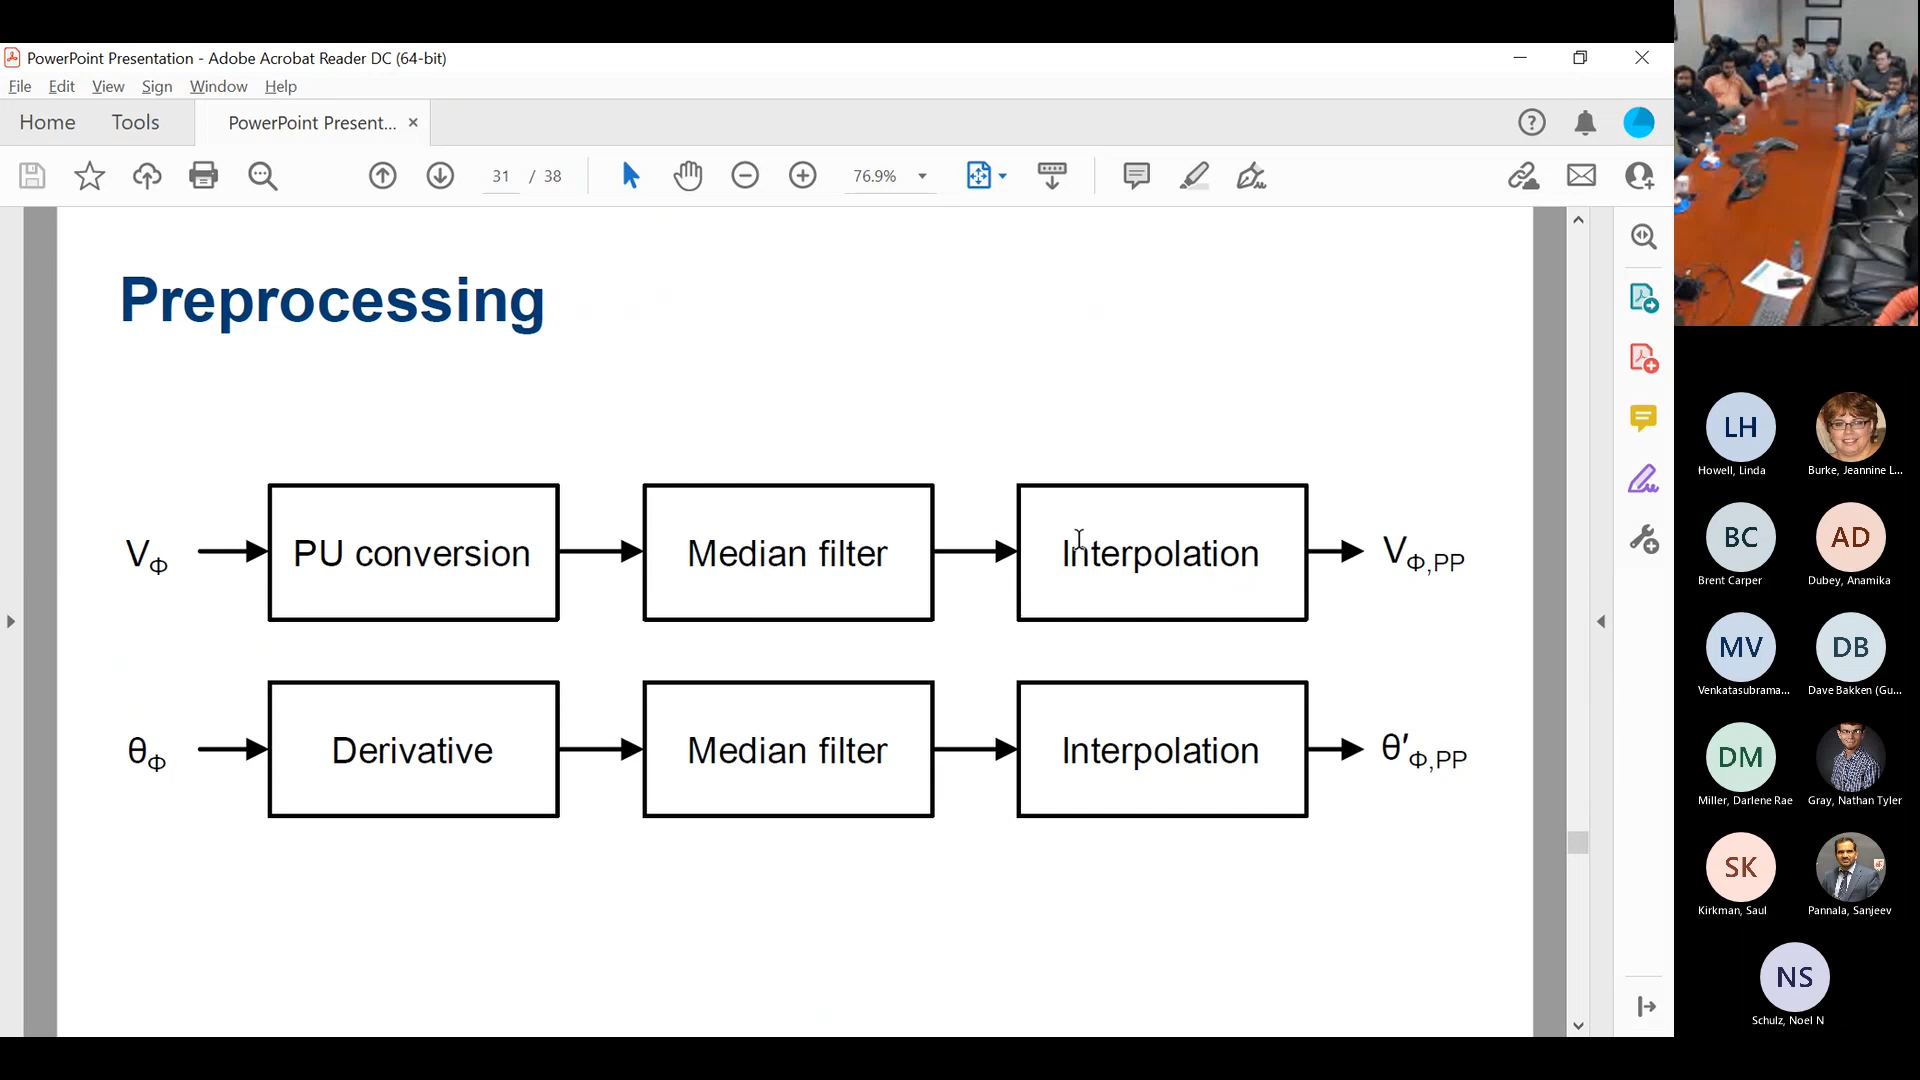 PowerPoint Presentation - Adobe Acrobat Reader DC (64-bit)
File Edit View Sign Window Help
Home Tools PowerPoint Present... ×
31 / 38 76.9%
Preprocessing
VΦ PU conversion Median filter Interpolation VΦ,PP
θΦ Derivative Median filter Interpolation θ′Φ,PP
LH
Howell, Linda Burke, Jeannine L...
BC AD
Brent Carper Dubey, Anamika
MV DB
Venkatasubrama... Dave Bakken (Gu...
DM
Miller, Darlene Rae Gray, Nathan Tyler
SK
Kirkman, Saul Pannala, Sanjeev
NS
Schulz, Noel N